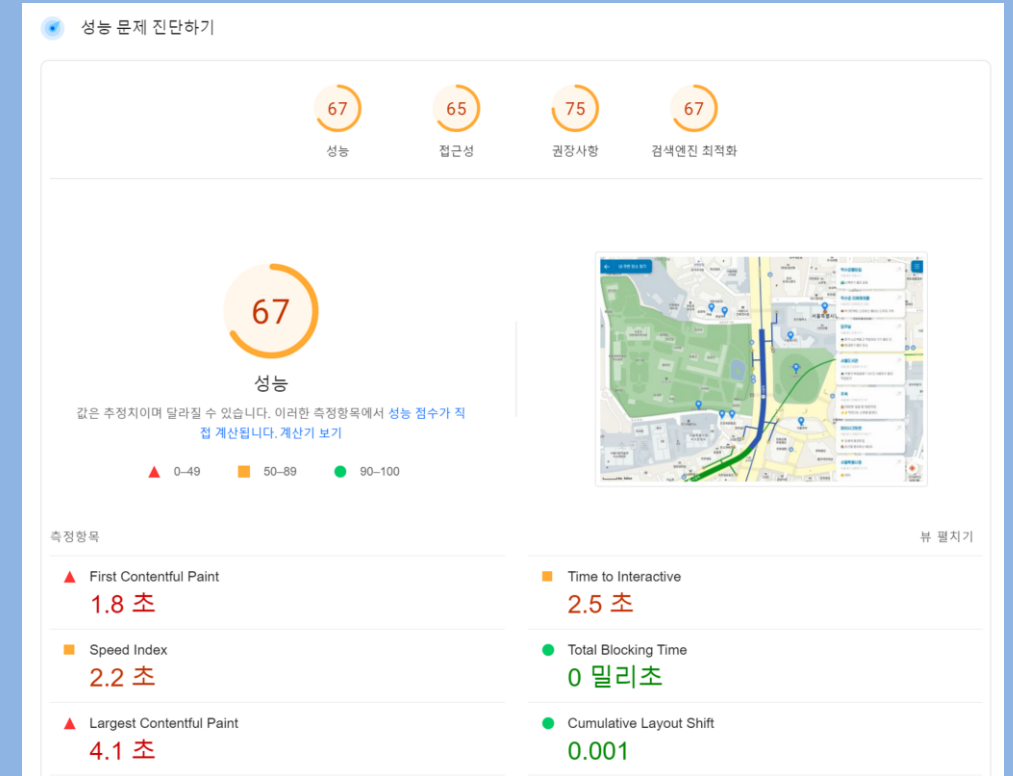 성능 문제 진단하기
67
65
75
67
성능
접근성
권장사항
검색엔진 최적화
67
성능
값은 추정치이며 달라질 수 있습니다. 이러한 측정항목에서 성능 점수가 직
접 계산됩니다. 계산기 보기
0–49
50–89
90–100
측정항목
뷰 펼치기
First Contentful Paint
1.8 초
Time to Interactive
2.5 초
Speed Index
2.2 초
Total Blocking Time
0 밀리초
Largest Contentful Paint
4.1 초
Cumulative Layout Shift
0.001